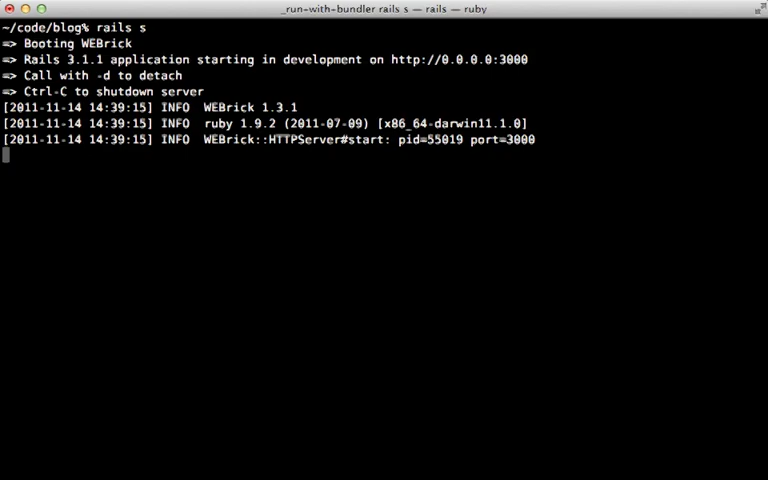 _run-with-bundler rails s — rails — ruby
~/code/blog% rails s
=> Booting WEBrick
=> Rails 3.1.1 application starting in development on http://0.0.0.0:3000
=> Call with -d to detach
=> Ctrl-C to shutdown server
[2011-11-14 14:39:15] INFO  WEBrick 1.3.1
[2011-11-14 14:39:15] INFO  ruby 1.9.2 (2011-07-09) [x86_64-darwin11.1.0]
[2011-11-14 14:39:15] INFO  WEBrick::HTTPServer#start: pid=55019 port=3000